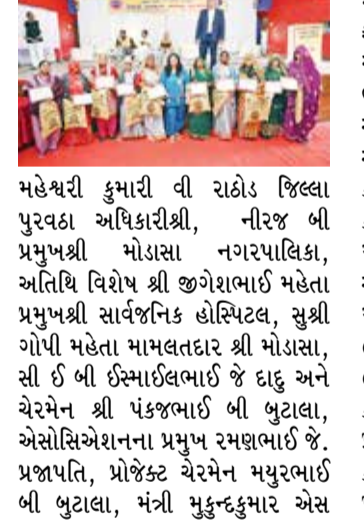 મહેશ્વરી કુમારી વી રાઠોડ જિલ્લા
પુરવઠા અધિકારીશ્રી, નીરજ બી
પ્રમુખશ્રી મોડાસા નગરપાલિકા,
અતિથિ વિશેષ શ્રી જીગેશભાઈ મહેતા
પ્રમુખશ્રી સાર્વજનિક હોસ્પિટલ, સુશ્રી
ગોપી મહેતા મામલતદાર શ્રી મોડાસા,
સી ઈ બી ઈસ્માઈલભાઈ જે દાદુ અને
ચેરમેન શ્રી પંકજભાઈ બી બુટાલા,
એસોસિએશનના પ્રમુખ રમણભાઈ જે.
પ્રજાપતિ, પ્રોજેક્ટ ચેરમેન મયુરભાઈ
બી બુટાલા, મંત્રી મુકુન્દકુમાર એસ